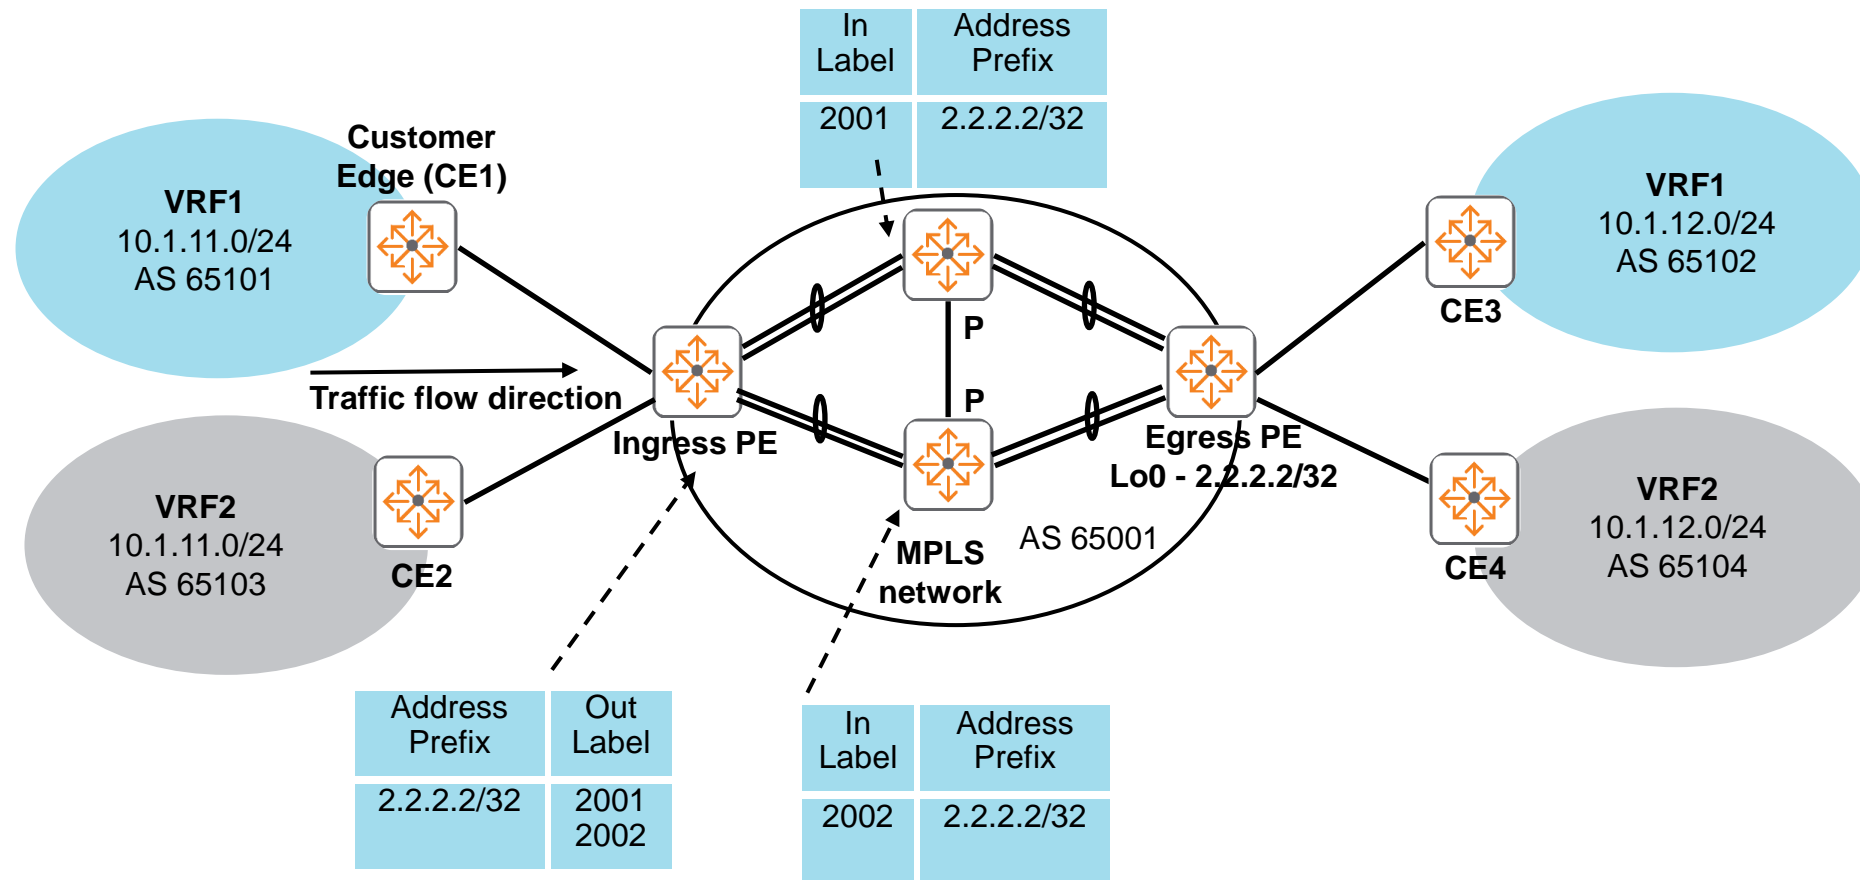 In
Label
Address
Prefix
2001
2.2.2.2/32
Customer
Edge (CE1)
VRF1
10.1.11.0/24
AS 65101
VRF1
10.1.12.0/24
AS 65102
CE3
P
Traffic flow direction
P
Ingress PE
Egress PE
Lo0 - 2.2.2.2/32
VRF2
10.1.11.0/24
AS 65103
CE2
MPLS
network
AS 65001
VRF2
10.1.12.0/24
AS 65104
CE4
Address
Prefix
Out
Label
2.2.2.2/32
2001
2002
In
Label
Address
Prefix
2002
2.2.2.2/32